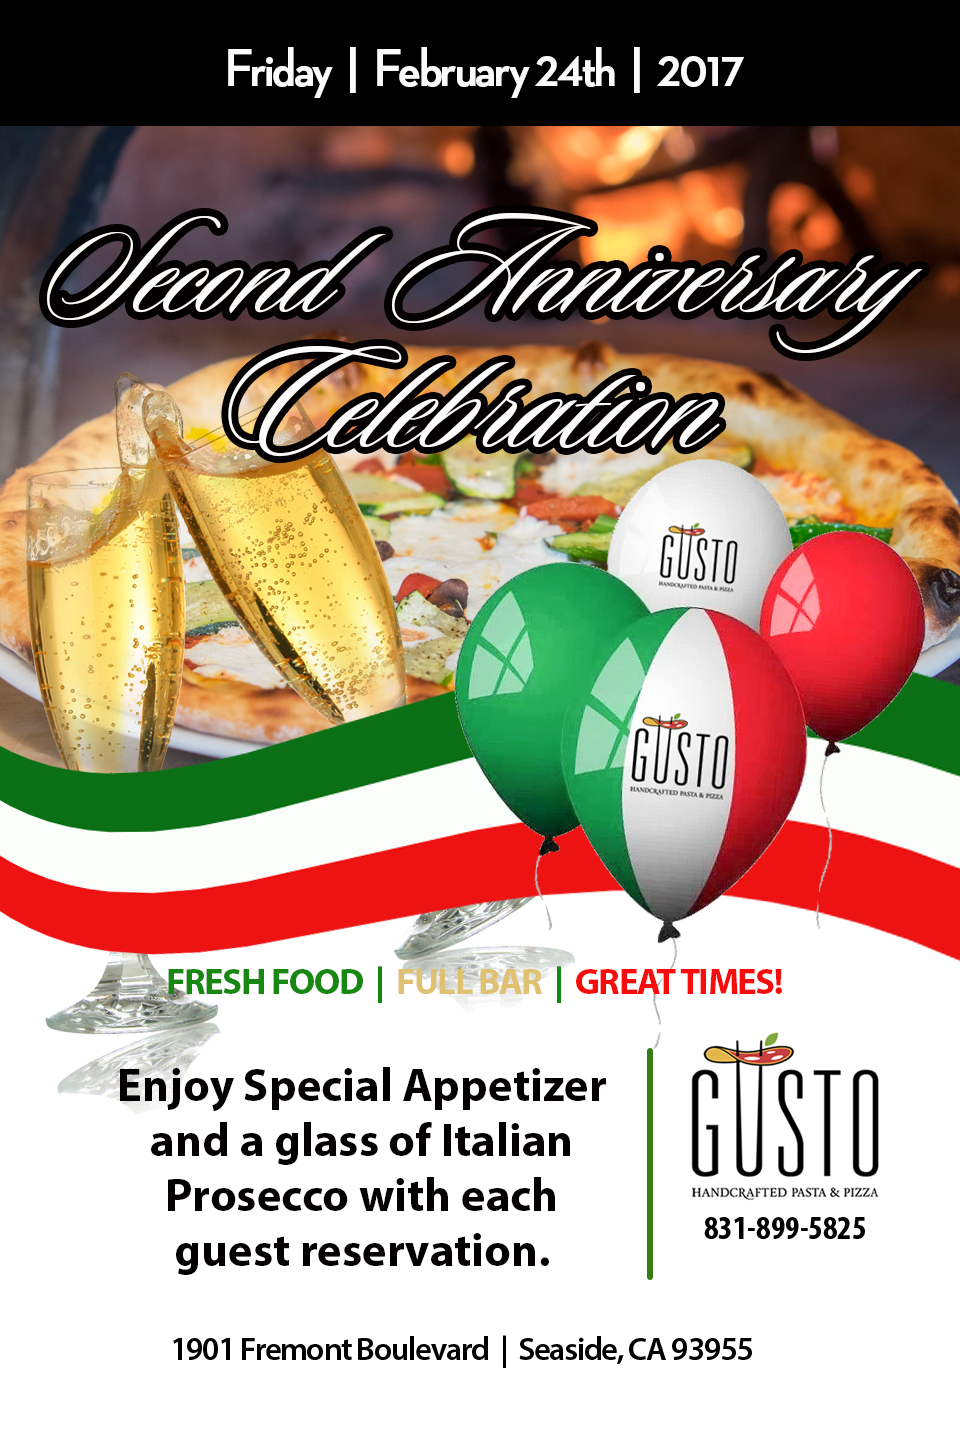 Friday | February 24th | 2017
Second Anniversary
Celebration
GUSTO
HANDCRAFTED PASTA & PIZZA
GUSTO
HANDCRAFTED PASTA & PIZZA
FRESH FOOD | FULL BAR | GREAT TIMES!
Enjoy Special Appetizer
and a glass of Italian
Prosecco with each
guest reservation.
GUSTO
HANDCRAFTED PASTA & PIZZA
831-899-5825
1901 Fremont Boulevard | Seaside, CA 93955